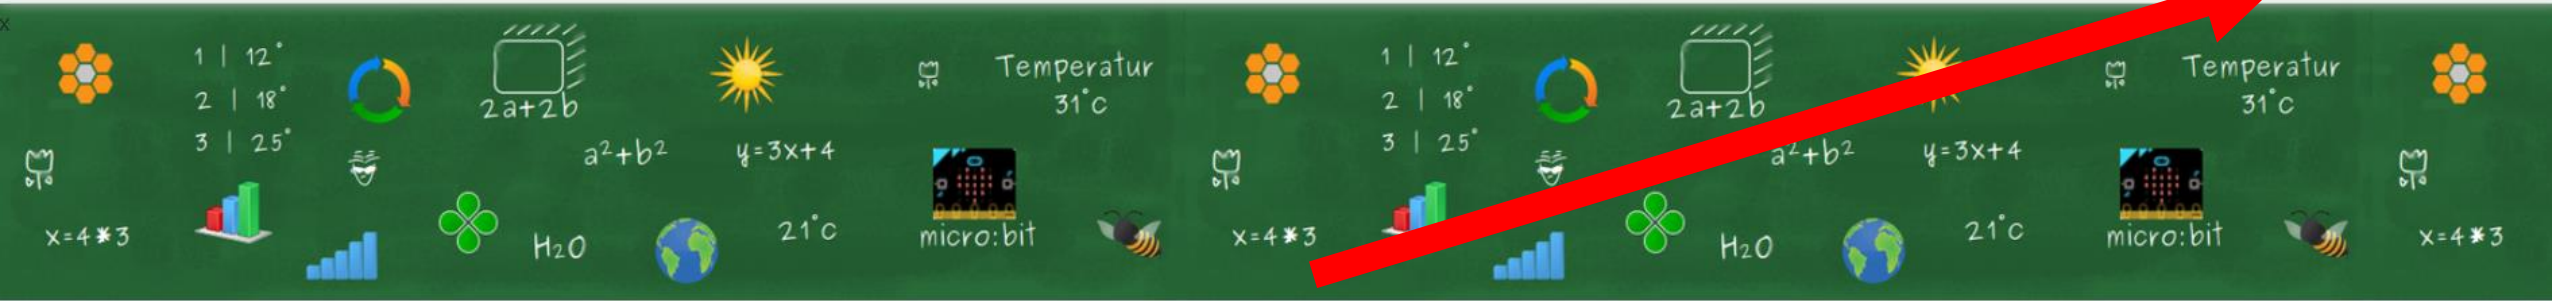 x
1 | 12°
2 | 18°
3 | 25°
2a+2b
Temperatur
31°c
a²+b²
y=3x+4
x=4*3
H2O
21°c
micro:bit
1 | 12°
2 | 18°
3 | 25°
2a+2b
Temperatur
31°c
a²+b²
y=3x+4
x=4*3
H2O
21°c
micro:bit
x=4*3